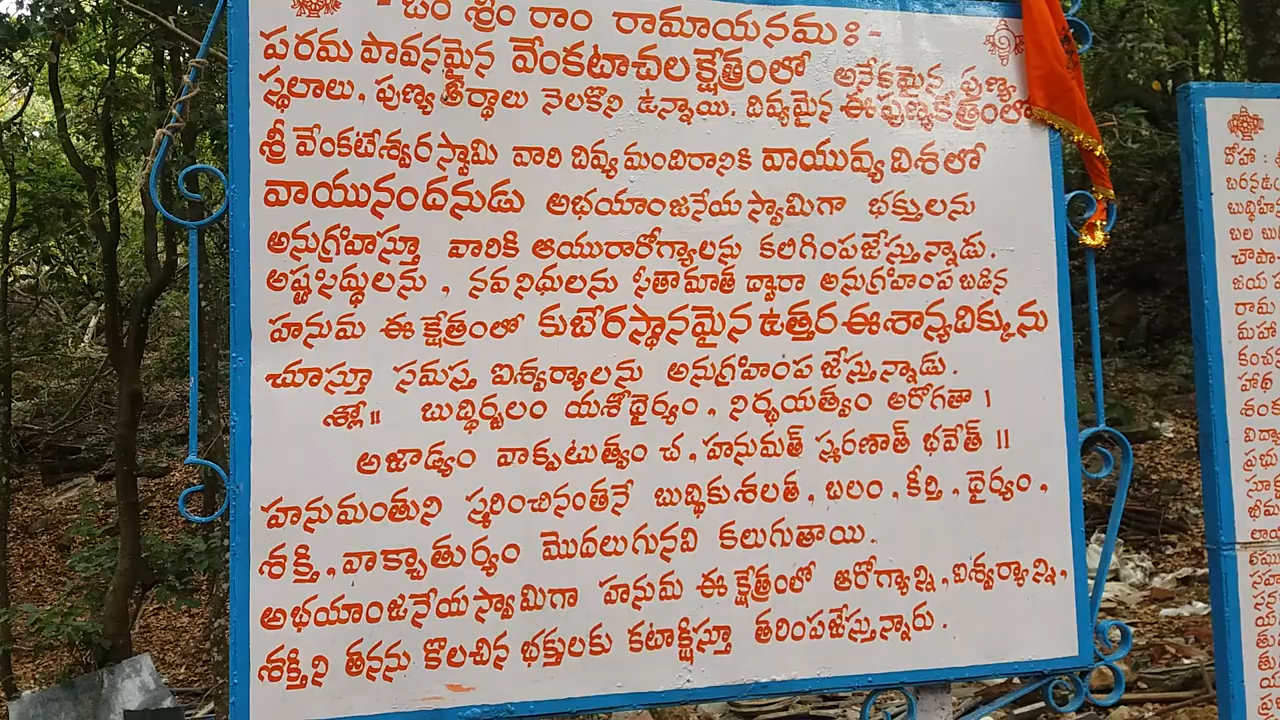 శ్రీం రాం రామాయనమః-
పరమ పావనమైన వేంకటాచల క్షేత్రంలో అనేకమైన పుణ్య
స్థలాలు, పుణ్య తీర్థాలు నెలకొని ఉన్నాయి. దివ్యమైన ఈ పుణ్యక్షేత్రంలో
శ్రీ వేంకటేశ్వర స్వామి వారి దివ్య మందిరానికి వాయువ్య దిశలో
వాయునందనుడు అభయాంజనేయ స్వామిగా భక్తులను
అనుగ్రహిస్తూ వారికి ఆయురారోగ్యాలను కలిగింపజేస్తున్నాడు.
అష్టసిద్ధులను, నవనిధులను సీతామాత ద్వారా అనుగ్రహింప బడిన
హనుమ ఈ క్షేత్రంలో కుబేరస్థానమైన ఉత్తర ఈశాన్యదిక్కును
చూస్తూ సమస్త ఐశ్వర్యాలను అనుగ్రహింప జేస్తున్నాడు.
శ్లో॥ బుద్ధిర్బలం యశోధైర్యం, నిర్భయత్వం అరోగతా।
అజాడ్యం వాక్పటుత్వం చ, హనుమత్ స్మరణాత్ భవేత్॥
హనుమంతుని స్మరించినంతనే బుద్ధికుశలత, బలం, కీర్తి, ధైర్యం,
శక్తి, వాక్చాతుర్యం మొదలుగునవి కలుగుతాయి.
అభయాంజనేయ స్వామిగా హనుమ ఈ క్షేత్రంలో ఆరోగ్యాన్ని, ఐశ్వర్యాన్ని,
శక్తిని తనను కొలచిన భక్తులకు కటాక్షిస్తూ తరింపజేస్తున్నారు.
దోహా :
జయ
రామ